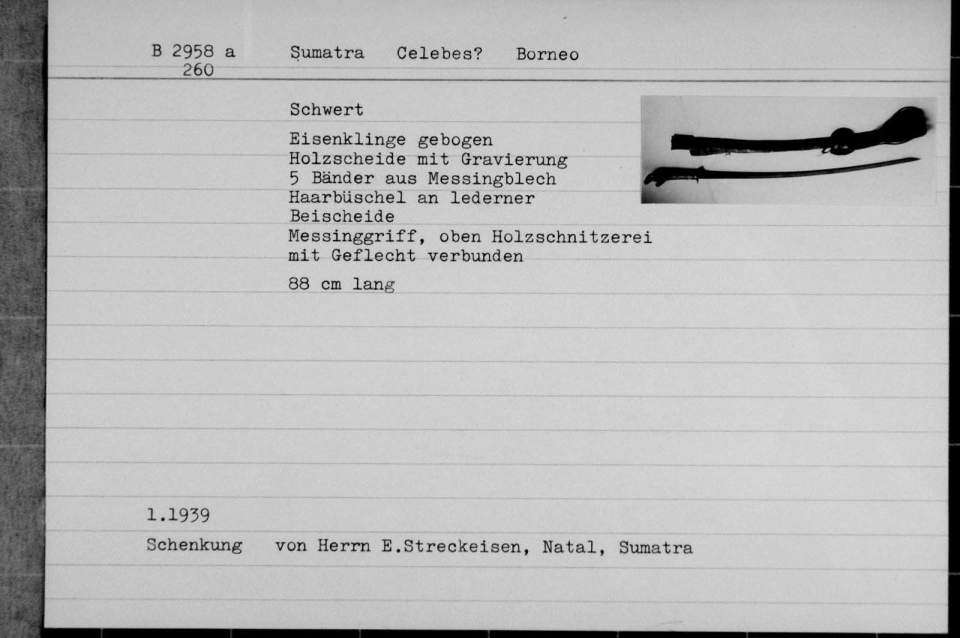 B 2958 a Sumatra Celebes? Borneo
260
Schwert
Eisenklinge gebogen
Holzscheide mit Gravierung
5 Bänder aus Messingblech
Haarbüschel an lederner
Beischeide
Messinggriff, oben Holzschnitzerei
mit Geflecht verbunden
88 cm lang
1.1939
Schenkung von Herrn E.Streckeisen, Natal, Sumatra